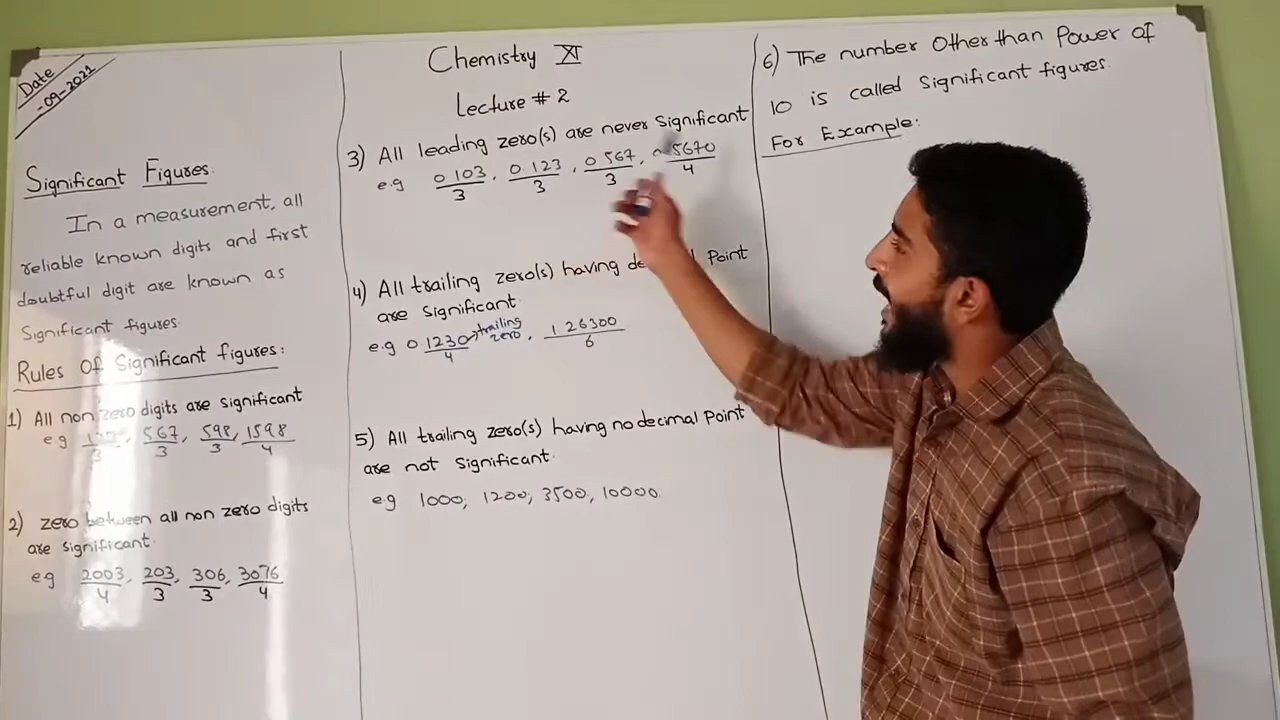 Date
-09-2021
Chemistry XI
Lecture # 2
Significant Figures.
In a measurement, all
reliable known digits and first
doubtful digit are known as
Significant figures.
Rules Of Significant figures:
1) All non zero digits are significant
eg 567, 598, 1598
3 3 3 4
2) zero between all non zero digits
are significant.
eg 2003, 203, 306, 3076
4 3 3 4
3) All leading zero(s) are never significant
e.g 0.103, 0.123, 0.567, 0.5670
3 3 3 4
4) All trailing zero(s) having Point
are significant.
e.g 0.1230 trailing zero, 1.26300
4 6
5) All trailing zero(s) having no decimal Point
are not significant.
e.g 1000, 1200, 3500, 10000.
6) The number Other than Power of
10 is called Significant figures.
For Example: